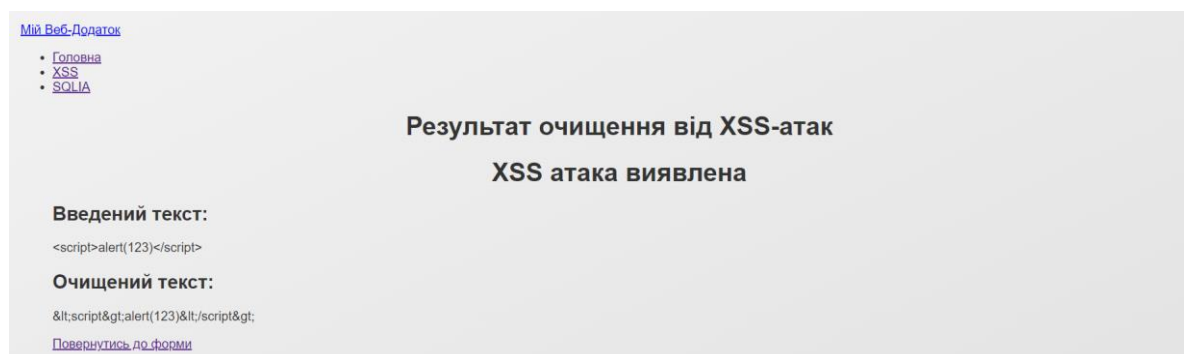 Мій Веб-Додаток
Головна
XSS
SQLIA
Результат очищення від XSS-атак
XSS атака виявлена
Введений текст:
<script>alert(123)</script>
Очищений текст:
&lt;script&gt;alert(123)&lt;/script&gt;
Повернутись до форми